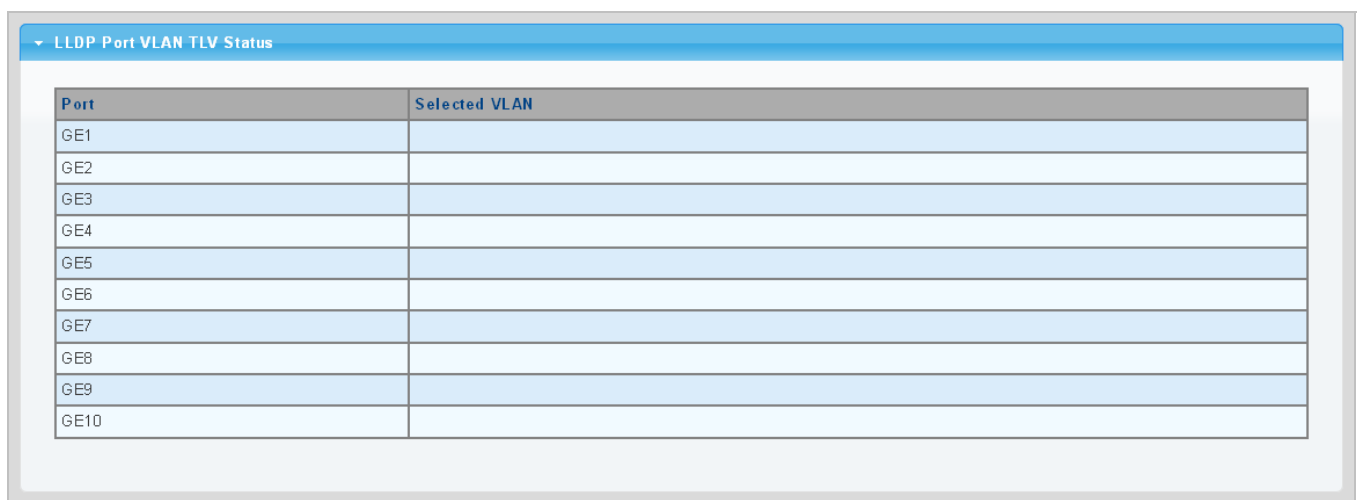 LLDP Port VLAN TLV Status
Port Selected VLAN
GE1
GE2
GE3
GE4
GE5
GE6
GE7
GE8
GE9
GE10